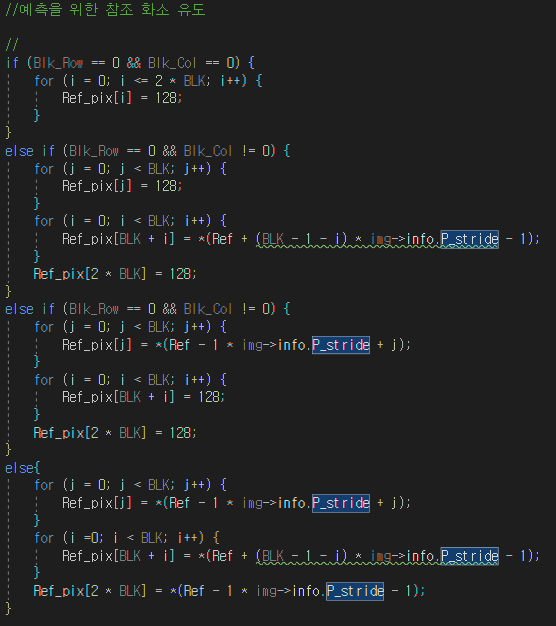 //예측을 위한 참조 화소 유도
//
if (Blk_Row == 0 && Blk_Col == 0) {
for (i = 0; i <= 2 * BLK; i++) {
Ref_pix[i] = 128;
}
}
else if (Blk_Row == 0 && Blk_Col != 0) {
for (j = 0; j < BLK; j++) {
Ref_pix[j] = 128;
}
for (i = 0; i < BLK; i++) {
Ref_pix[BLK + i] = *(Ref + (BLK - 1 - i) * img->info.P_stride - 1);
}
Ref_pix[2 * BLK] = 128;
}
else if (Blk_Row == 0 && Blk_Col != 0) {
for (j = 0; j < BLK; j++) {
Ref_pix[j] = *(Ref - 1 * img->info.P_stride + j);
}
for (i = 0; i < BLK; i++) {
Ref_pix[BLK + i] = 128;
}
Ref_pix[2 * BLK] = 128;
}
else{
for (j = 0; j < BLK; j++) {
Ref_pix[j] = *(Ref - 1 * img->info.P_stride + j);
}
for (i =0; i < BLK; i++) {
Ref_pix[BLK + i] = *(Ref + (BLK - 1 - i) * img->info.P_stride - 1);
}
Ref_pix[2 * BLK] = *(Ref - 1 * img->info.P_stride - 1);
}